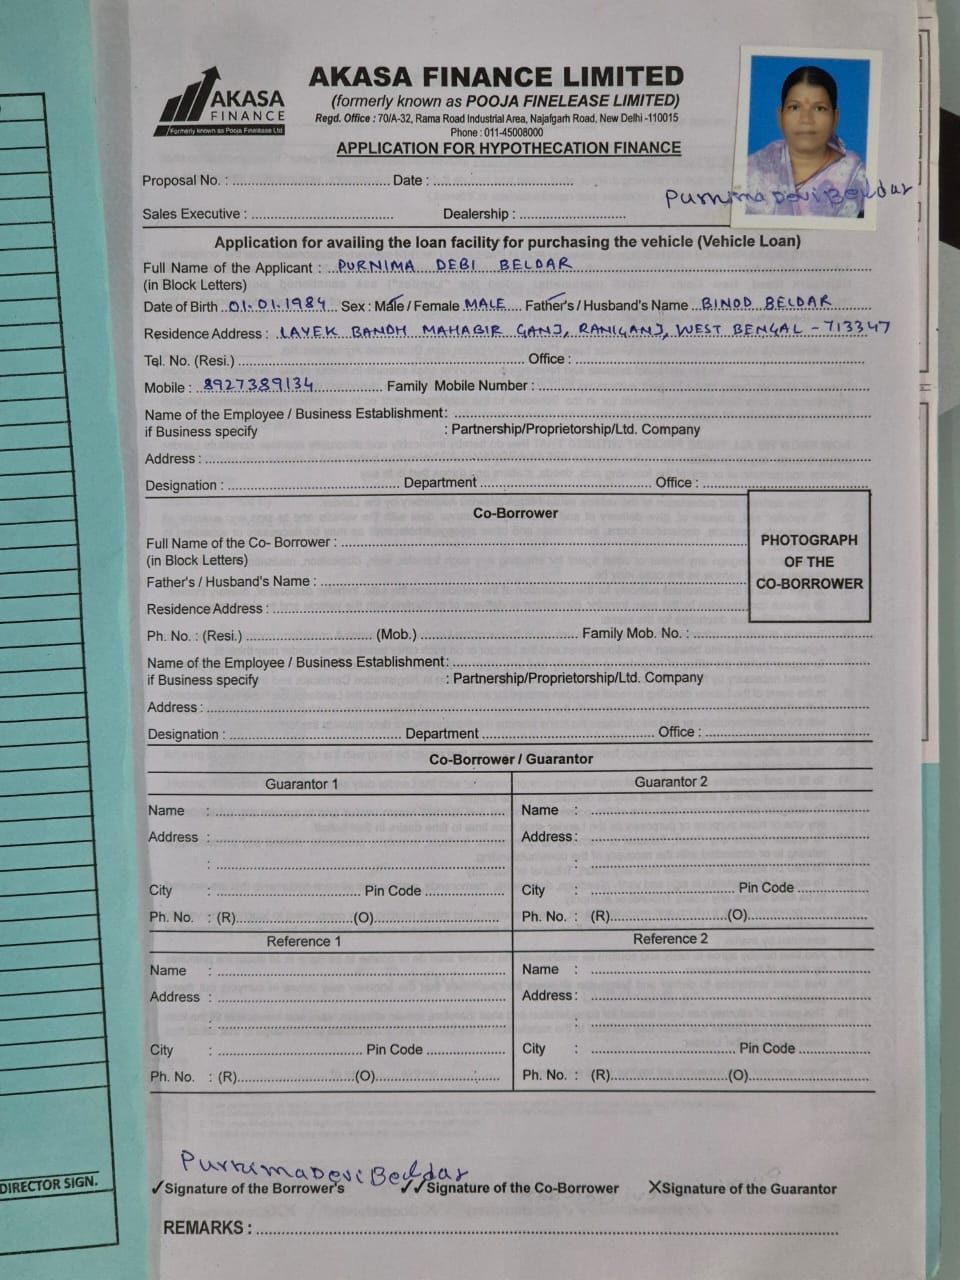 AKASA
FINANCE
Formerly known as Pooja Finelease Ltd
AKASA FINANCE LIMITED
(formerly known as POOJA FINELEASE LIMITED)
Regd. Office : 70/A-32, Rama Road Industrial Area, Najafgarh Road, New Delhi -110015
Phone : 011-45008000
APPLICATION FOR HYPOTHECATION FINANCE
Proposal No. : Date :
Purnima Devi Beldar
Sales Executive : Dealership :
Application for availing the loan facility for purchasing the vehicle (Vehicle Loan)
Full Name of the Applicant : PURNIMA DEBI BELDAR
(in Block Letters)
Date of Birth 01.01.1984 Sex : Male / Female MALE Father's / Husband's Name BINOD BELDAR
Residence Address : LAYEK BANDH MAHABIR GANJ, RANIGANJ, WEST BENGAL - 713347
Tel. No. (Resi.) Office :
Mobile : 8927389134 Family Mobile Number :
Name of the Employee / Business Establishment:
if Business specify : Partnership/Proprietorship/Ltd. Company
Address :
Designation : Department Office :
Co-Borrower
PHOTOGRAPH
OF THE
CO-BORROWER
Full Name of the Co- Borrower :
(in Block Letters)
Father's / Husband's Name :
Residence Address :
Ph. No. : (Resi.) (Mob.) Family Mob. No. :
Name of the Employee / Business Establishment:
if Business specify : Partnership/Proprietorship/Ltd. Company
Address :
Designation : Department Office :
Co-Borrower / Guarantor
Guarantor 1 Guarantor 2
Name : Name :
Address : Address :
: :
City : Pin Code City : Pin Code
Ph. No. : (R) (O) Ph. No. : (R) (O)
Reference 1 Reference 2
Name : Name :
Address : Address :
: :
City : Pin Code City : Pin Code
Ph. No. : (R) (O) Ph. No. : (R) (O)
Purnima Devi Beldar
✓Signature of the Borrower's ✓✓Signature of the Co-Borrower XSignature of the Guarantor
REMARKS :
DIRECTOR SIGN.